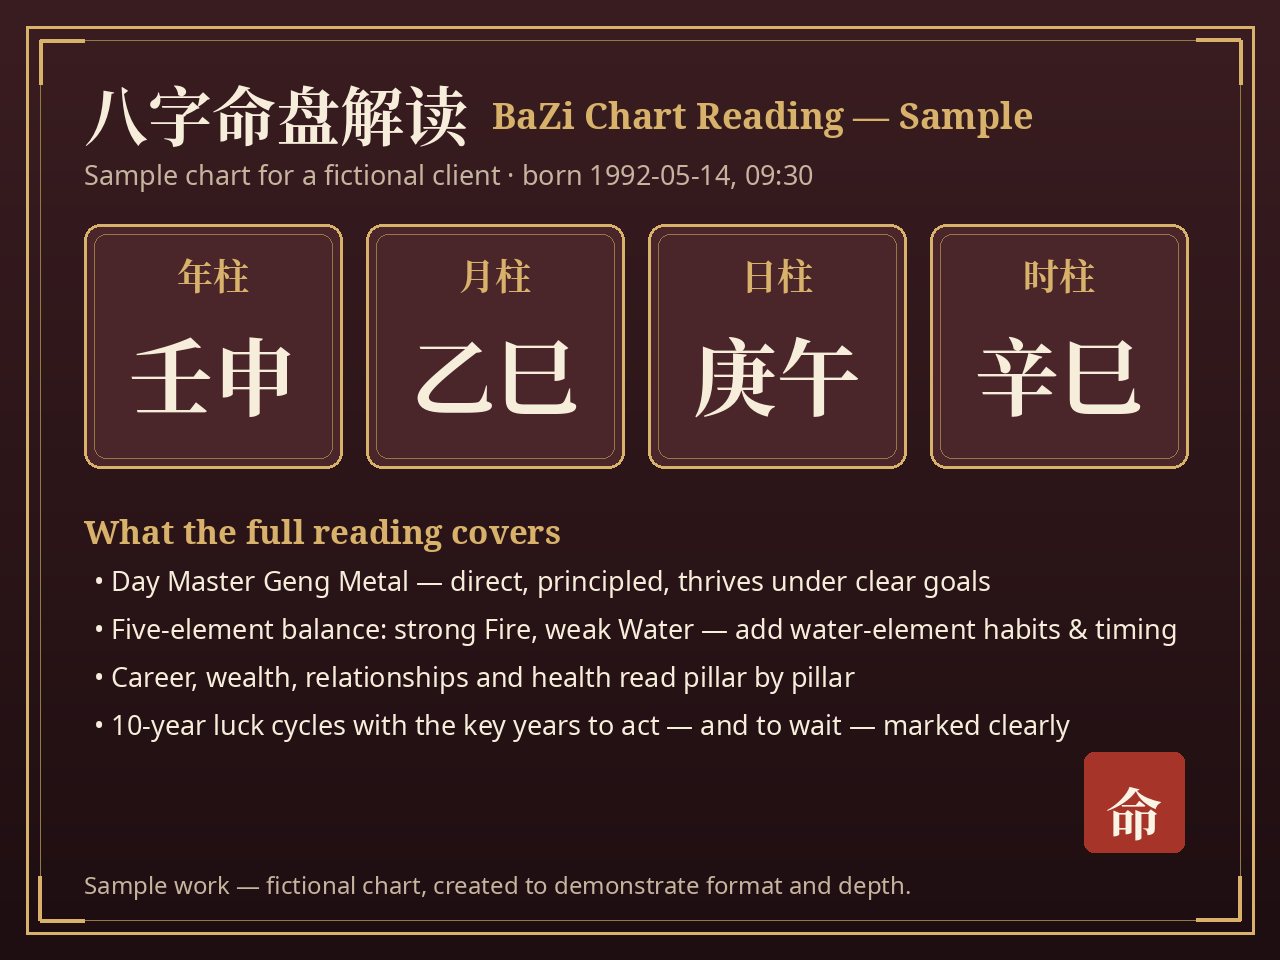 八字命盘解读 BaZi Chart Reading — Sample
Sample chart for a fictional client · born 1992-05-14, 09:30
年柱 月柱 日柱 时柱
壬申 乙巳 庚午 辛巳
What the full reading covers
• Day Master Geng Metal — direct, principled, thrives under clear goals
• Five-element balance: strong Fire, weak Water — add water-element habits & timing
• Career, wealth, relationships and health read pillar by pillar
• 10-year luck cycles with the key years to act — and to wait — marked clearly
命
Sample work — fictional chart, created to demonstrate format and depth.